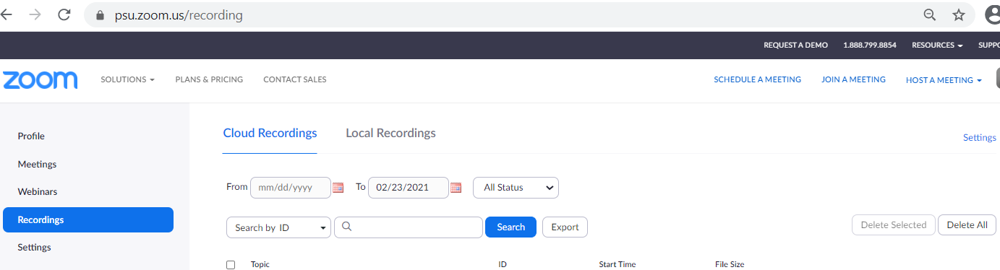 psu.zoom.us/recording
REQUEST A DEMO 1.888.799.8854 RESOURCES
zoom SOLUTIONS PLANS & PRICING CONTACT SALES SCHEDULE A MEETING JOIN A MEETING HOST A MEETING
Profile
Cloud Recordings Local Recordings
Settings
Meetings
From mm/dd/yyyy To 02/23/2021 All Status
Webinars
Recordings
Search by ID Search Export Delete Selected Delete All
Settings
Topic ID Start Time File Size